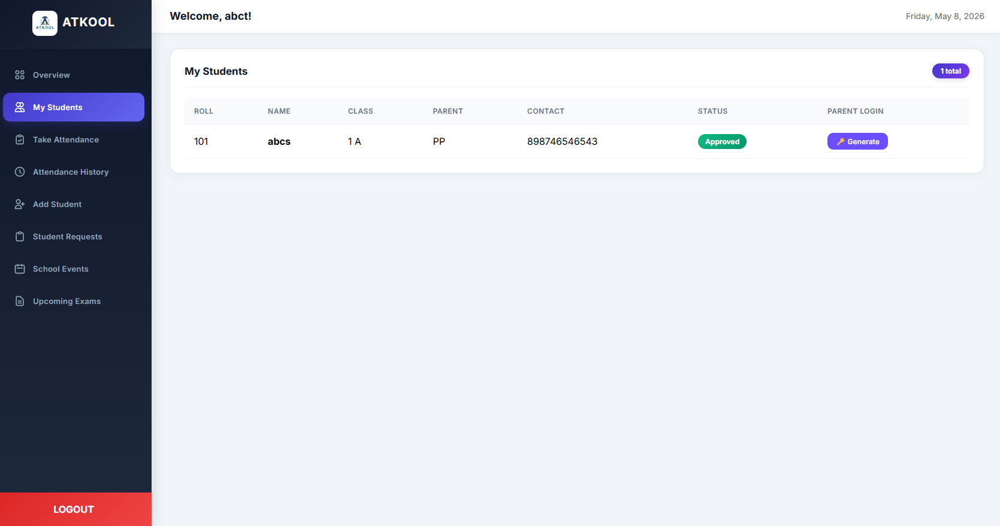 ATKOOL
ATKOOL
Welcome, abct!
Friday, May 8, 2026
Overview
My Students
Take Attendance
Attendance History
Add Student
Student Requests
School Events
Upcoming Exams
LOGOUT
My Students
1 total
ROLL NAME CLASS PARENT CONTACT STATUS PARENT LOGIN
101 abcs 1 A PP 898746546543 Approved Generate